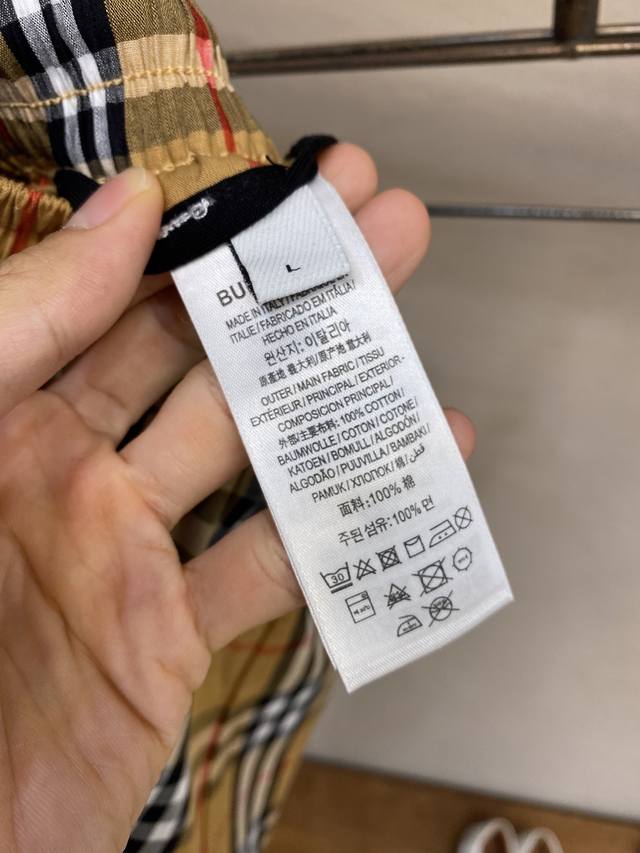 L
BU
MADE IN ITALY/
ITALIE / FABRICADO EM ITÁLIA/
HECHO EN ITALIA
원산지: 이탈리아
原產地 義大利/原产地 意大利
OUTER / MAIN FABRIC / TISSU
EXTÉRIEUR / PRINCIPAL / EXTERIOR-
COMPOSICION PRINCIPAL/
外部/主要布料: 100% COTTON/
BAUMWOLLE / COTON / COTONE/
KATOEN / BOMULL / ALGODÓN/
ALGODÃO / PUUVILLA / BAMBAKI/
PAMUK / ХЛОПОК / 棉 / قطن/
面料:100% 棉
주된섬유:100% 면
30